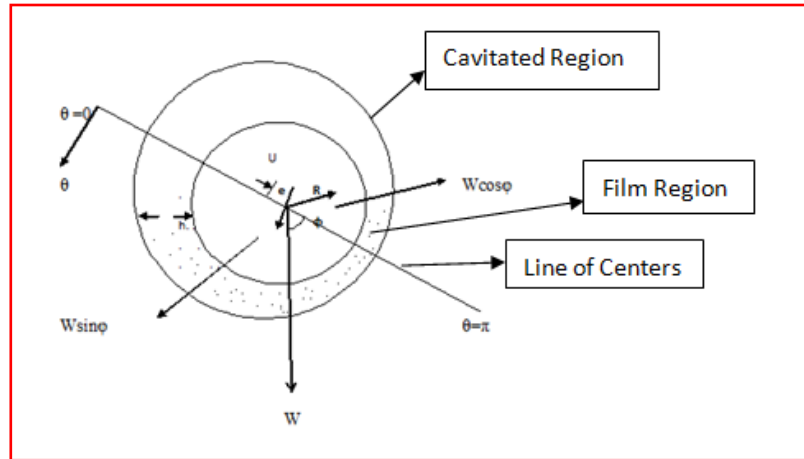 Cavitated Region
θ =0
θ
U
e
R
Wcosφ
Film Region
h.
ф
Line of Centers
Wsinφ
θ=π
W